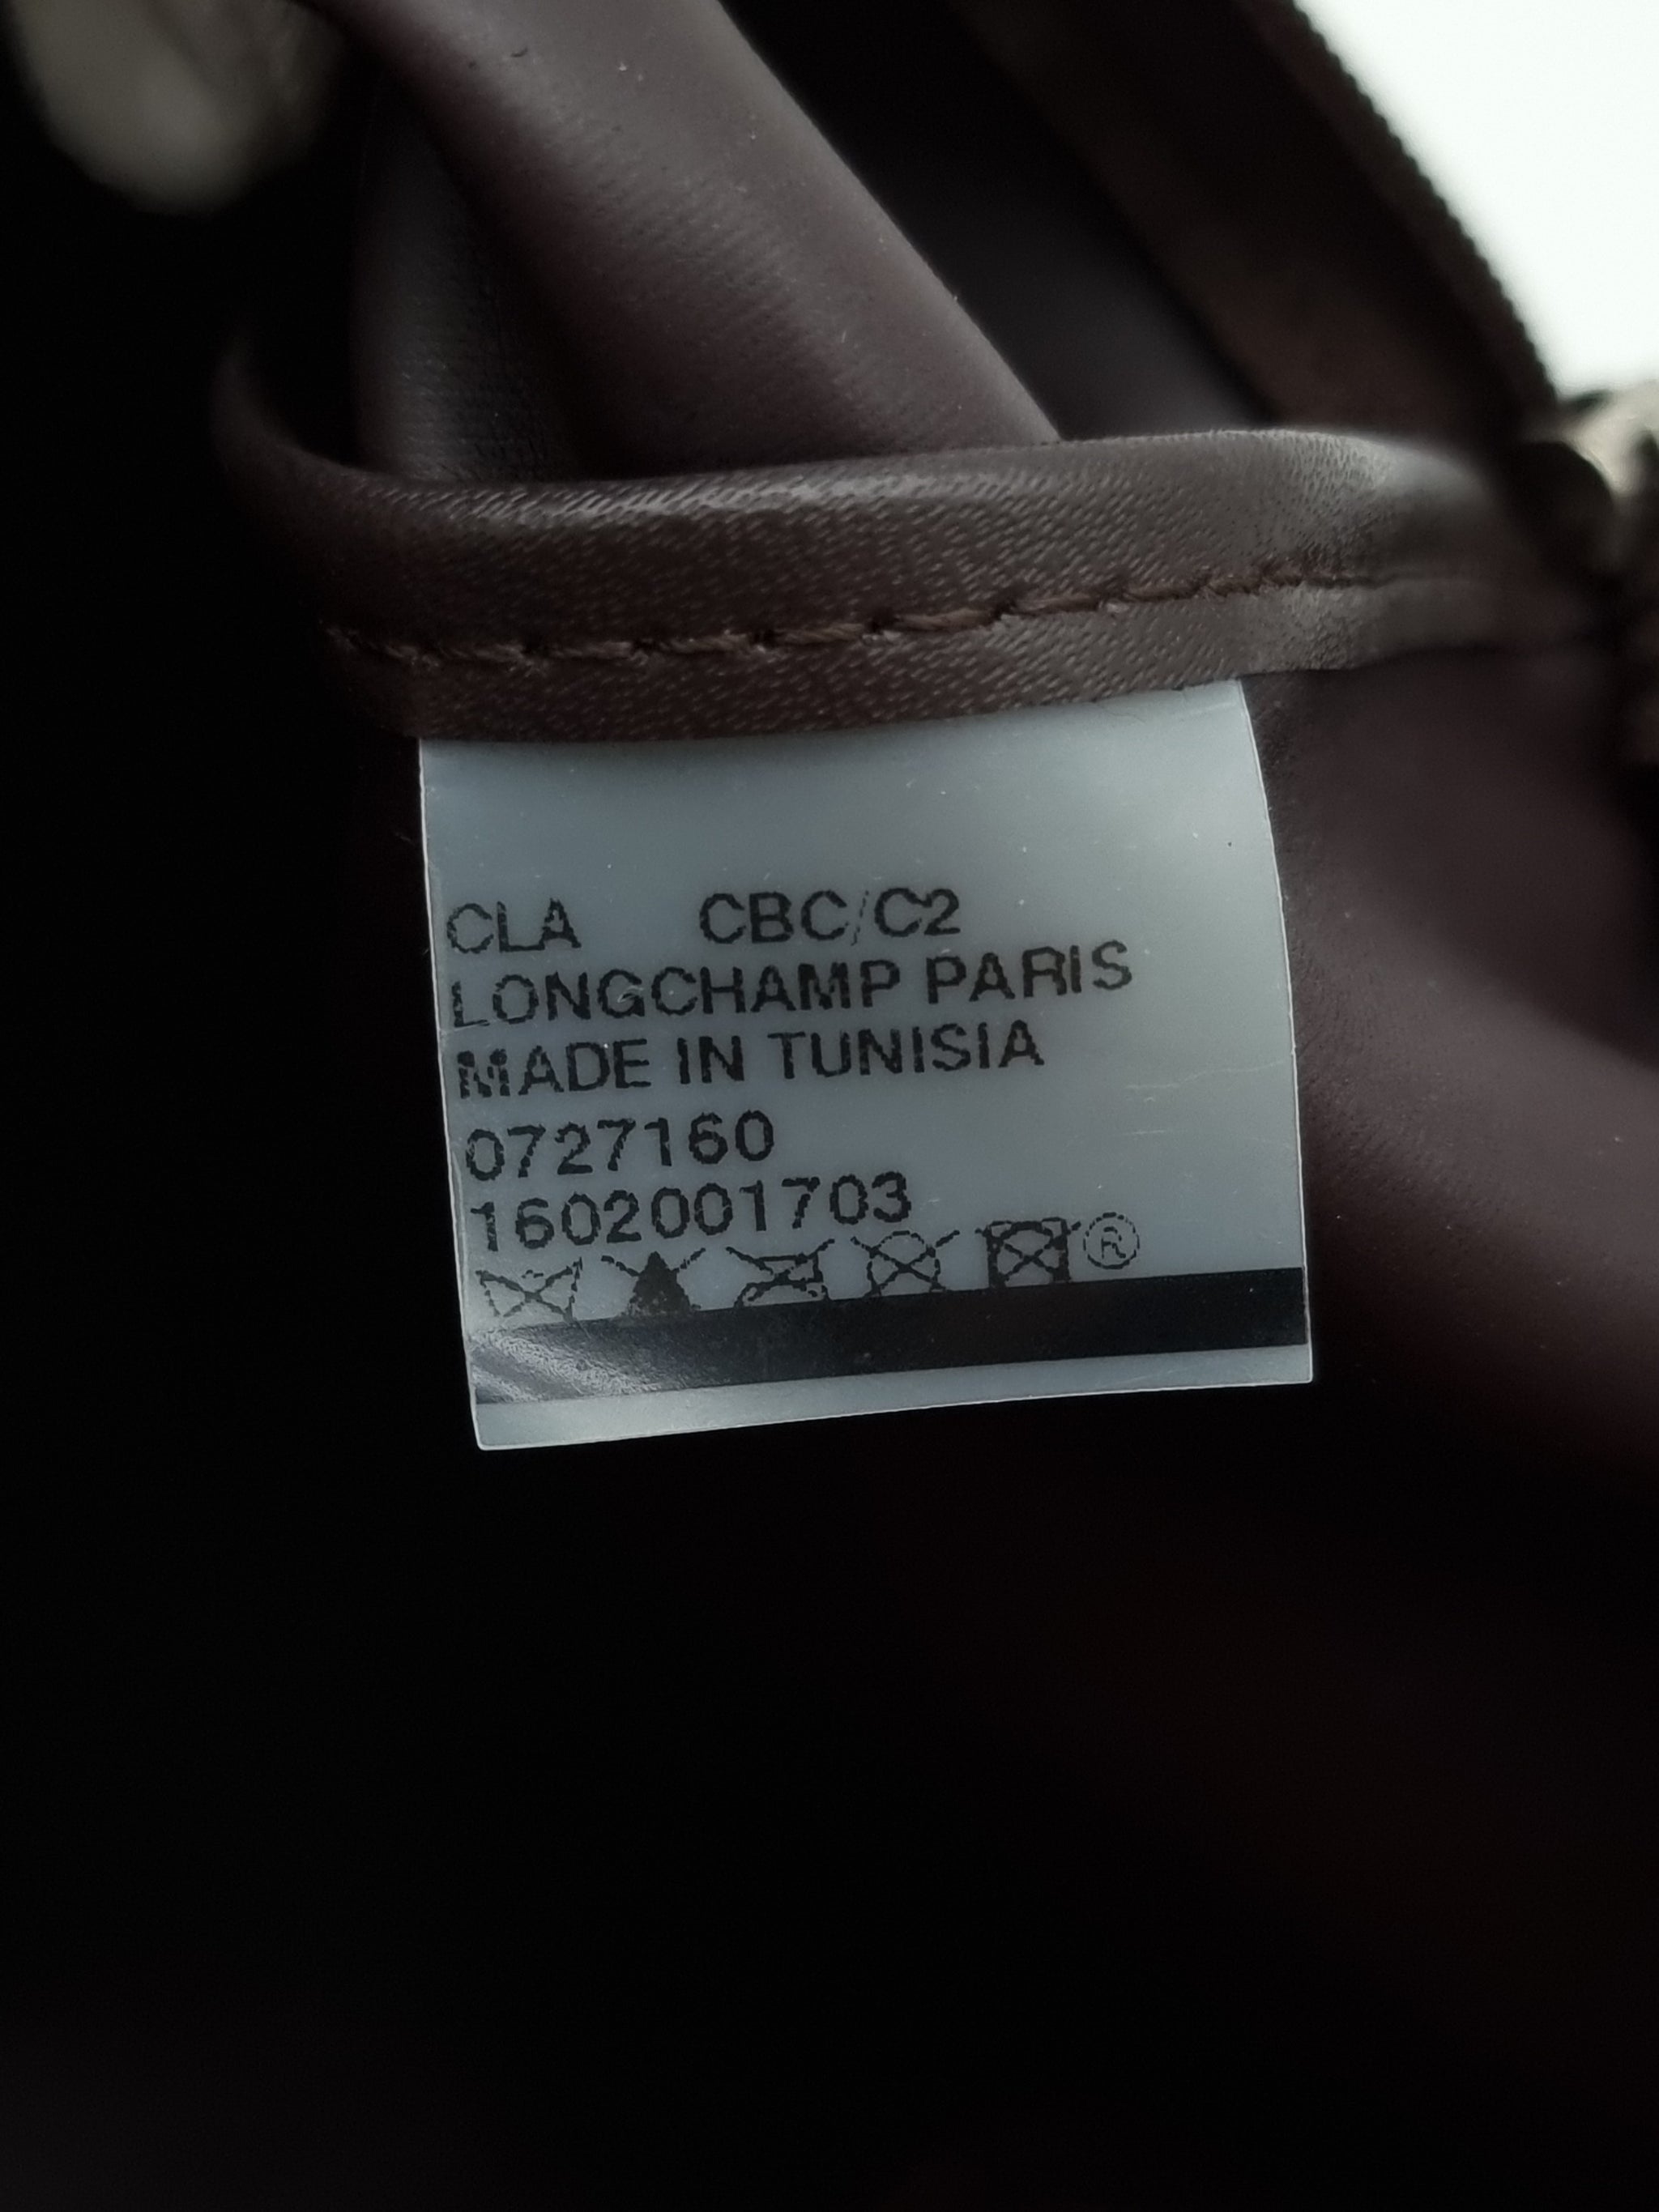 CLA CBC/C2
LONGCHAMP PARIS
MADE IN TUNISIA
0727160
1602001703
®